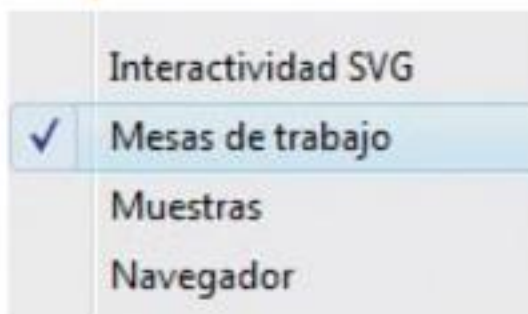 Interactividad SVG
Mesas de trabajo
Muestras
Navegador